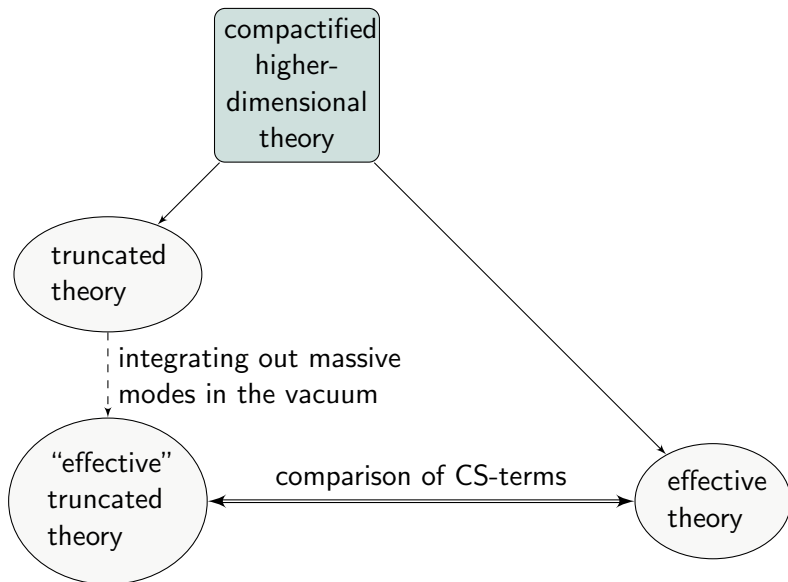 compactified
higher-
dimensional
theory
truncated
theory
integrating out massive
modes in the vacuum
“effective”
truncated
theory
comparison of CS-terms
effective
theory